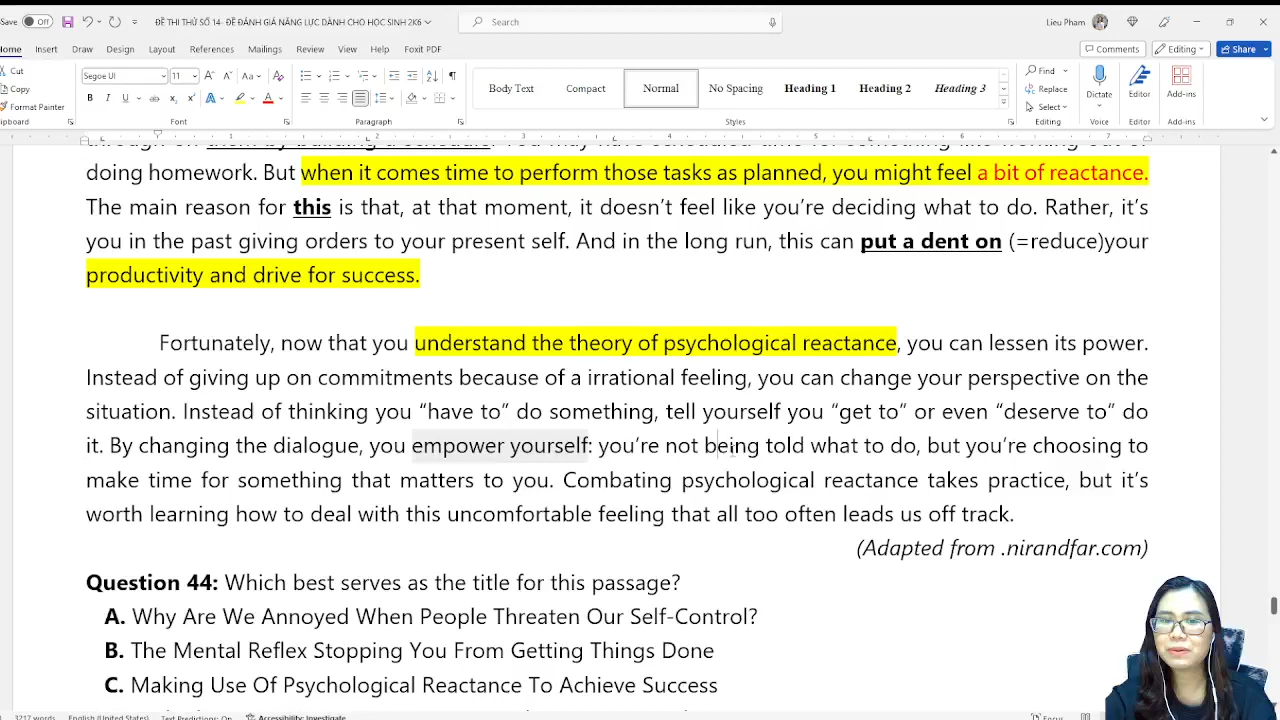 Save Off ĐỀ THI THỬ SỐ 14- ĐỀ ĐÁNH GIÁ NĂNG LỰC DÀNH CHO HỌC SINH 2K6 Search Lieu Pham
Home Insert Draw Design Layout References Mailings Review View Help Foxit PDF Comments Editing Share
Cut
Copy
Format Painter
Segoe UI 11
Body Text Compact Normal No Spacing Heading 1 Heading 2 Heading 3
Find
Replace
Select
Dictate Editor Add-ins
Clipboard Font Paragraph Styles Editing Voice Editor Add-ins
doing homework. But when it comes time to perform those tasks as planned, you might feel a bit of reactance.
The main reason for this is that, at that moment, it doesn’t feel like you’re deciding what to do. Rather, it’s
you in the past giving orders to your present self. And in the long run, this can put a dent on (=reduce)your
productivity and drive for success.
Fortunately, now that you understand the theory of psychological reactance, you can lessen its power.
Instead of giving up on commitments because of a irrational feeling, you can change your perspective on the
situation. Instead of thinking you “have to” do something, tell yourself you “get to” or even “deserve to” do
it. By changing the dialogue, you empower yourself: you’re not being told what to do, but you’re choosing to
make time for something that matters to you. Combating psychological reactance takes practice, but it’s
worth learning how to deal with this uncomfortable feeling that all too often leads us off track.
(Adapted from .nirandfar.com)
Question 44: Which best serves as the title for this passage?
A. Why Are We Annoyed When People Threaten Our Self-Control?
B. The Mental Reflex Stopping You From Getting Things Done
C. Making Use Of Psychological Reactance To Achieve Success
3217 words English (United States) Text Predictions: On Accessibility: Investigate Focus